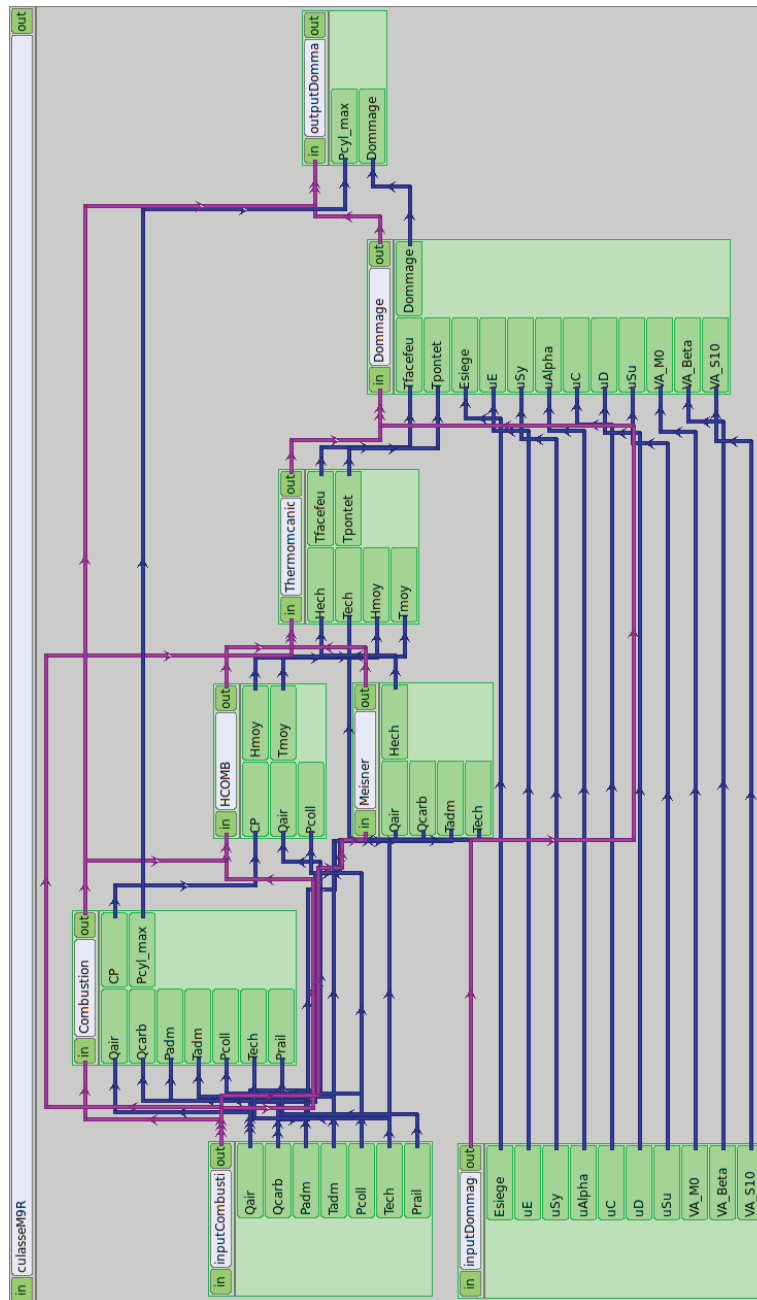 in culasseM9R out
in inputCombusti out
Qair
Qcarb
Padm
Tadm
Pcoll
Tech
Prail
in inputDommag out
Esiege
uE
uSy
uAlpha
uC
uD
uSu
VA_M0
VA_Beta
VA_S10
in Combustion out
Qair CP
Qcarb Pcyl_max
Padm
Tadm
Pcoll
Tech
Prail
in HCOMB out
CP Hmoy
Qair Tmoy
Pcoll
in Meisner out
Qair Hech
Qcarb
Tadm
Tech
in Thermomcanic out
Hech Tfacefeu
Tech Tpontet
Hmoy
Tmoy
in Dommage out
Tfacefeu Dommage
Tpontet
Esiege
uE
uSy
uAlpha
uC
uD
uSu
VA_M0
VA_Beta
VA_S10
in outputDomma out
Pcyl_max
Dommage